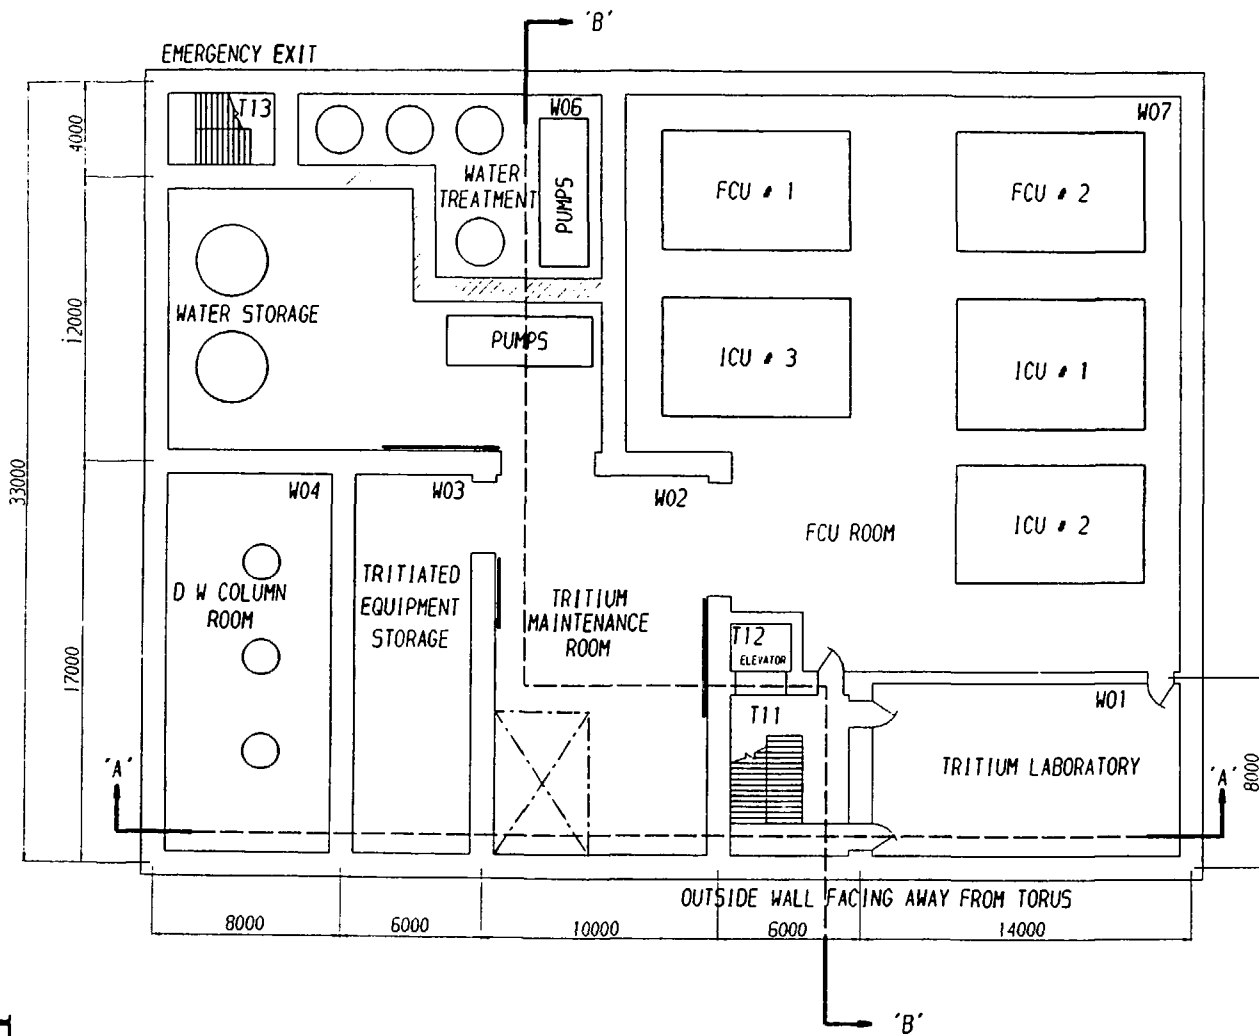 'B'
EMERGENCY EXIT
T13
W06
W07
4000
WATER
TREATMENT
PUMPS
FCU # 1
FCU # 2
WATER STORAGE
12000
PUMPS
ICU # 3
ICU # 1
33000
W04
W03
W02
FCU ROOM
ICU # 2
D W COLUMN
ROOM
TRITIATED
EQUIPMENT
STORAGE
TRITIUM
MAINTENANCE
ROOM
T12
ELEVATOR
17000
W01
T11
TRITIUM LABORATORY
8000
'A'
'A'
OUTSIDE WALL FACING AWAY FROM TORUS
8000
6000
10000
6000
14000
'B'